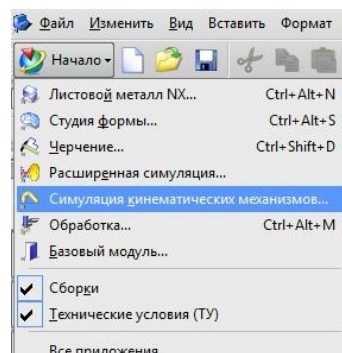 Файл Изменить Вид Вставить Формат
Начало
Листовой металл NX... Ctrl+Alt+N
Студия формы... Ctrl+Alt+S
Черчение... Ctrl+Shift+D
Расширенная симуляция...
Симуляция кинематических механизмов...
Обработка... Ctrl+Alt+M
Базовый модуль...
Сборки
Технические условия (ТУ)
Все приложения